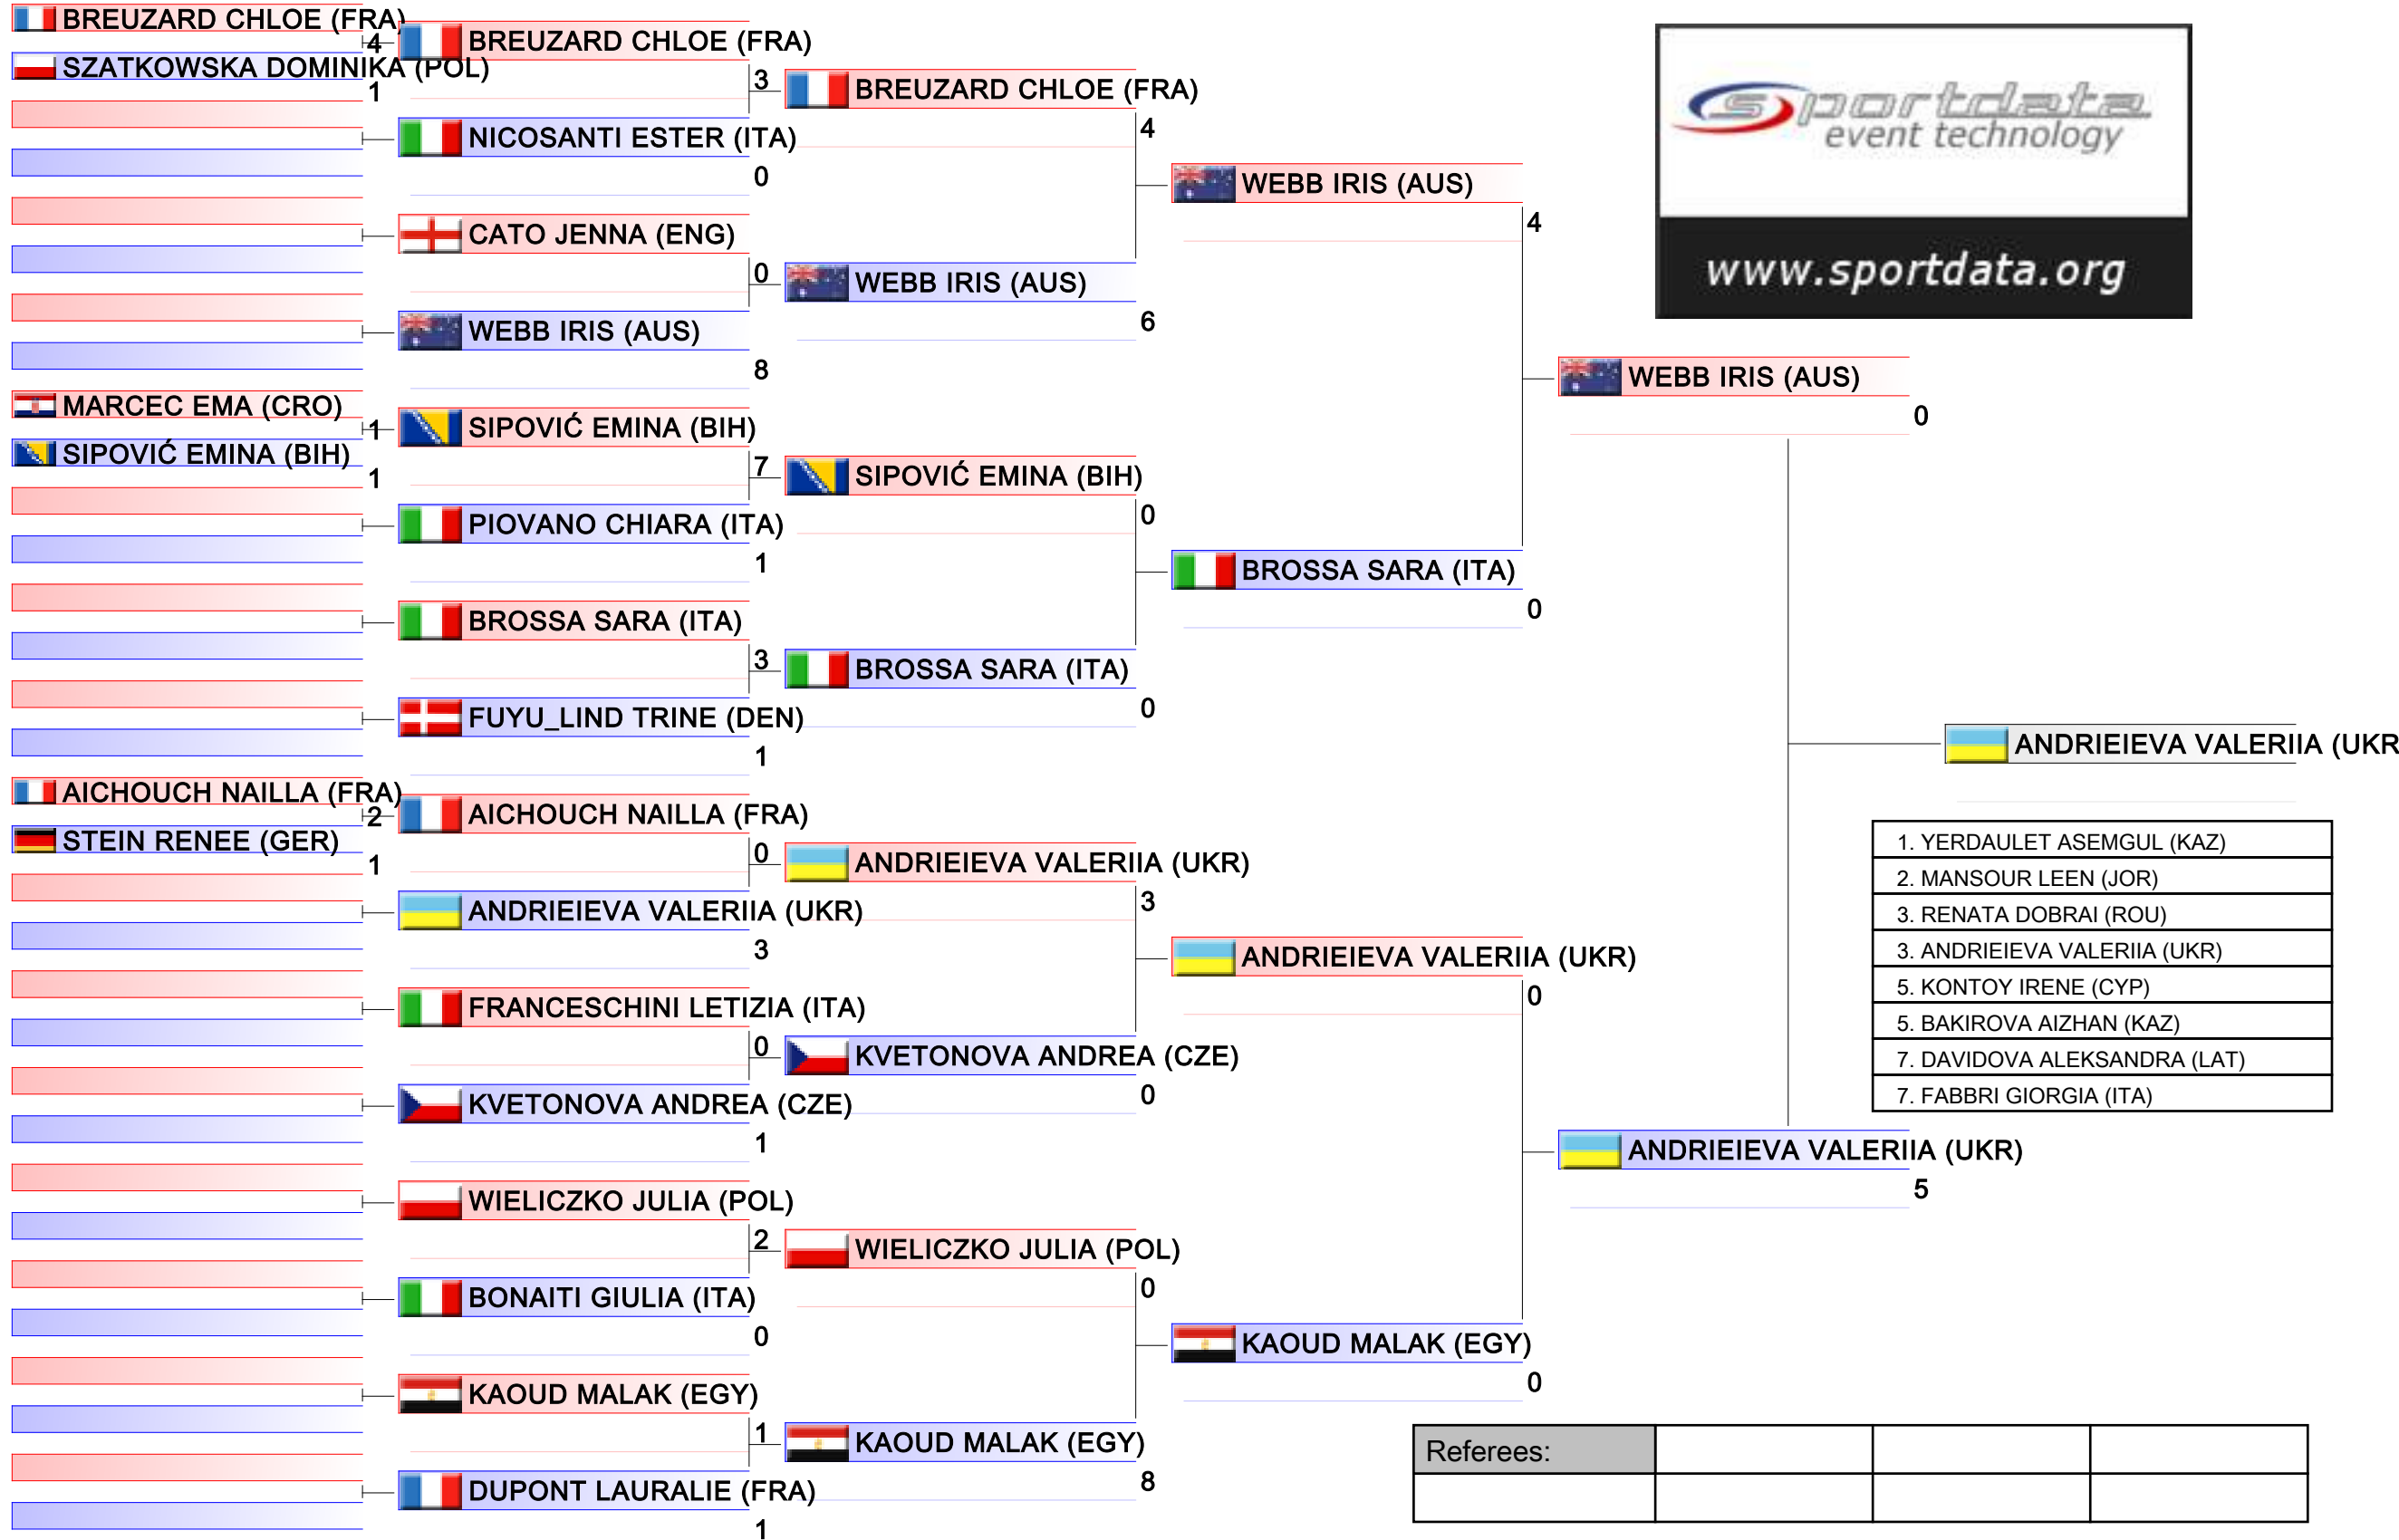 BREUZARD CHLOE (FRA)
4
SZATKOWSKA DOMINIKA (POL)
1
MARCEC EMA (CRO)
1
SIPOVIĆ EMINA (BIH)
1
AICHOUCH NAILLA (FRA)
2
STEIN RENEE (GER)
1
BREUZARD CHLOE (FRA)
3
NICOSANTI ESTER (ITA)
0
CATO JENNA (ENG)
0
WEBB IRIS (AUS)
8
SIPOVIĆ EMINA (BIH)
7
PIOVANO CHIARA (ITA)
1
BROSSA SARA (ITA)
3
FUYU_LIND TRINE (DEN)
1
AICHOUCH NAILLA (FRA)
0
ANDRIEIEVA VALERIIA (UKR)
3
FRANCESCHINI LETIZIA (ITA)
0
KVETONOVA ANDREA (CZE)
1
WIELICZKO JULIA (POL)
2
BONAITI GIULIA (ITA)
0
KAOUD MALAK (EGY)
1
DUPONT LAURALIE (FRA)
1
BREUZARD CHLOE (FRA)
4
WEBB IRIS (AUS)
6
SIPOVIĆ EMINA (BIH)
0
BROSSA SARA (ITA)
0
ANDRIEIEVA VALERIIA (UKR)
3
KVETONOVA ANDREA (CZE)
0
WIELICZKO JULIA (POL)
0
KAOUD MALAK (EGY)
8
WEBB IRIS (AUS)
4
BROSSA SARA (ITA)
0
ANDRIEIEVA VALERIIA (UKR)
0
KAOUD MALAK (EGY)
0
WEBB IRIS (AUS)
0
ANDRIEIEVA VALERIIA (UKR)
5
ANDRIEIEVA VALERIIA (UKR
sportdata
event technology
www.sportdata.org
1. YERDAULET ASEMGUL (KAZ)
2. MANSOUR LEEN (JOR)
3. RENATA DOBRAI (ROU)
3. ANDRIEIEVA VALERIIA (UKR)
5. KONTOY IRENE (CYP)
5. BAKIROVA AIZHAN (KAZ)
7. DAVIDOVA ALEKSANDRA (LAT)
7. FABBRI GIORGIA (ITA)
Referees: